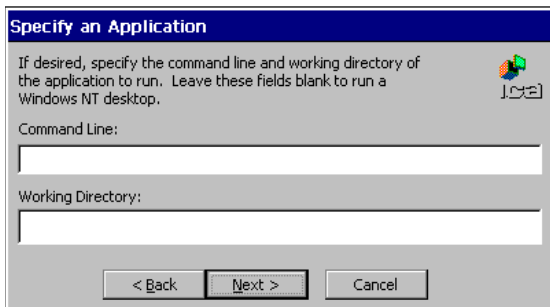 Specify an Application
If desired, specify the command line and working directory of
the application to run. Leave these fields blank to run a
Windows NT desktop.
Command Line:
Working Directory:
< Back
Next >
Cancel